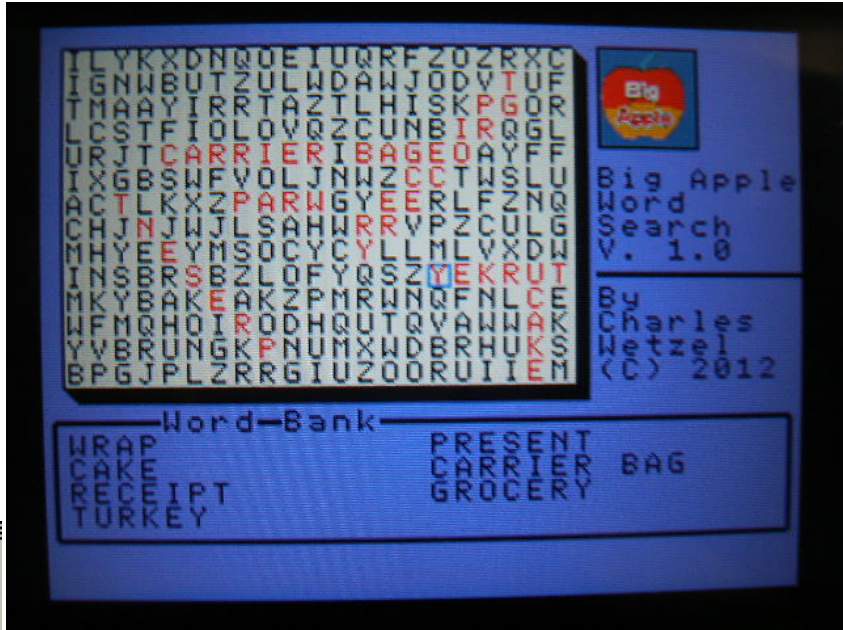 ILYKXDNQOEIUQRFZOZRXC
IGNWBUTZULWDAWJODVTUF
TMAAYIRRTAZTLHISKPGOR
LCSTFIOLOVQZCUNBIRQGL
URJTCARRIERIBAGEOAYFF
IXGBSWFVOLJNWZCCTWSLU
ACTLKXZPARWGYEERLFZNQ
CHJNJWJLSAHWRRVPZCULG
MHYEEYMSOCYCYLLMLVXDW
INSBRSBZLOFYQSZYEKRUT
MKYBAKEAKZPMRWNQFNLCE
WFMQHOIRODHQUTQVAWWAK
YVBRUNGKPNUMXWDBRHUKS
BPGJPLZRRGIUZOORUIIEM
Big
Apple
Big Apple
Word
Search
V. 1.0
By
Charles
Wetzel
(C) 2012
Word-Bank
WRAP
CAKE
RECEIPT
TURKEY
PRESENT
CARRIER BAG
GROCERY